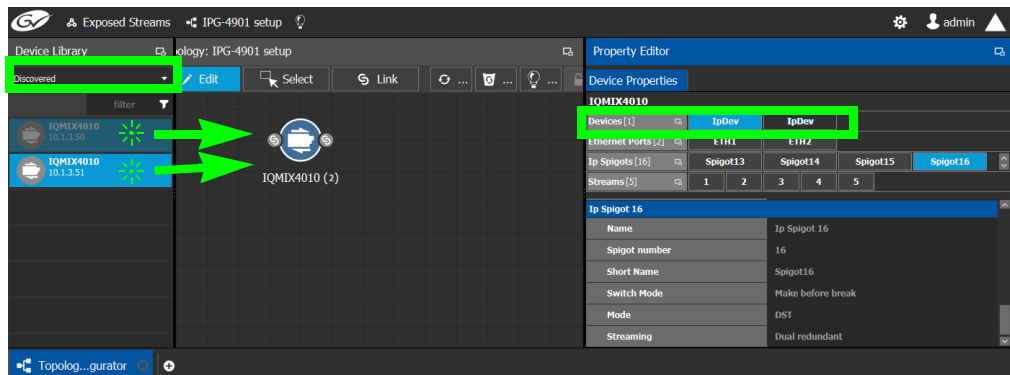 GV Exposed Streams IPG-4901 setup admin
Device Library
Discovered
filter
IQMIX4010
10.1.3.50
IQMIX4010
10.1.3.51
ology: IPG-4901 setup
Edit Select Link ... ... ...
IQMIX4010 (2)
Property Editor
Device Properties
IQMIX4010
Devices [1] IpDev IpDev
Ethernet Ports [2] ETH1 ETH2
Ip Spigots [16] Spigot13 Spigot14 Spigot15 Spigot16
Streams [5] 1 2 3 4 5
Ip Spigot 16
Name Ip Spigot 16
Spigot number 16
Short Name Spigot16
Switch Mode Make before break
Mode DST
Streaming Dual redundant
Topolog...gurator